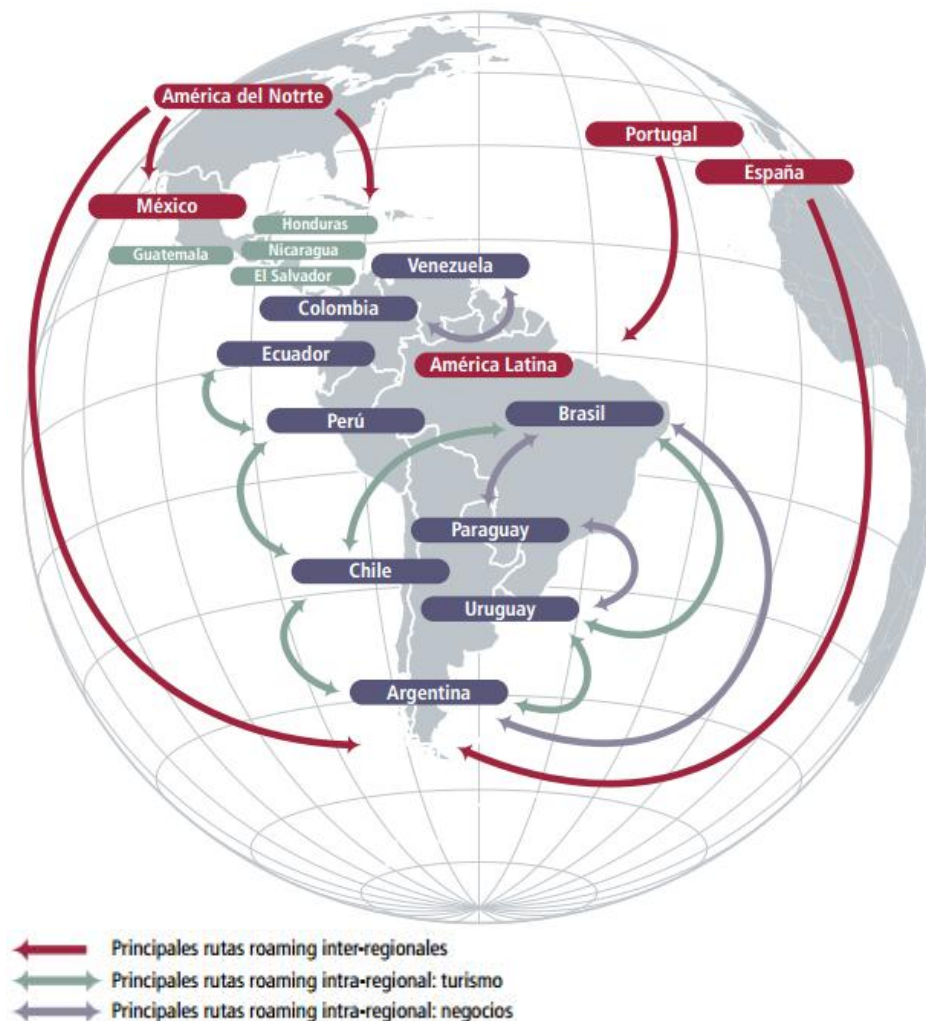 América del Notrte
Portugal
España
México
Honduras
Guatemala
Nicaragua
El Salvador
Venezuela
Colombia
Ecuador
América Latina
Perú
Brasil
Paraguay
Chile
Uruguay
Argentina
Principales rutas roaming inter-regionales
Principales rutas roaming intra-regional: turismo
Principales rutas roaming intra-regional: negocios